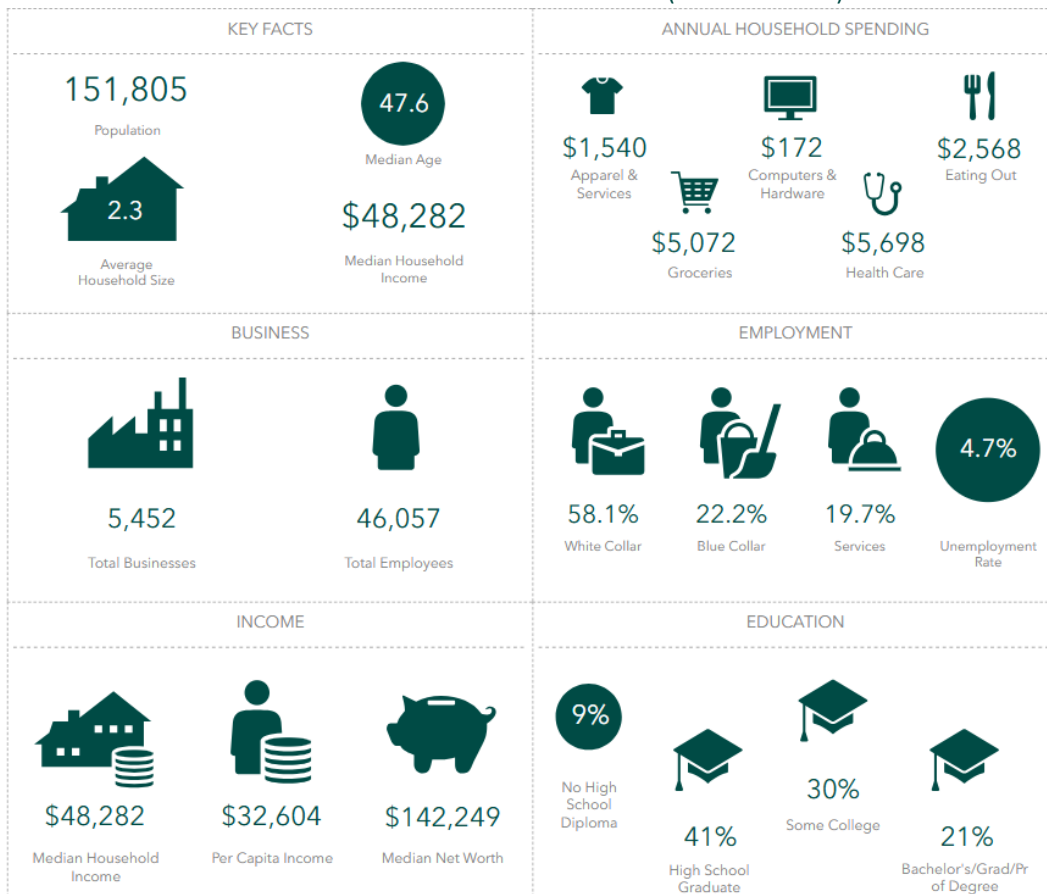 KEY FACTS
151,805
Population
47.6
Median Age
2.3
Average
Household Size
$48,282
Median Household
Income
ANNUAL HOUSEHOLD SPENDING
$1,540
Apparel &
Services
$172
Computers &
Hardware
$2,568
Eating Out
$5,072
Groceries
$5,698
Health Care
BUSINESS
5,452
Total Businesses
46,057
Total Employees
EMPLOYMENT
58.1%
White Collar
22.2%
Blue Collar
19.7%
Services
4.7%
Unemployment
Rate
INCOME
$48,282
Median Household
Income
$32,604
Per Capita Income
$142,249
Median Net Worth
EDUCATION
9%
No High
School
Diploma
41%
High School
Graduate
30%
Some College
21%
Bachelor's/Grad/Pr
of Degree